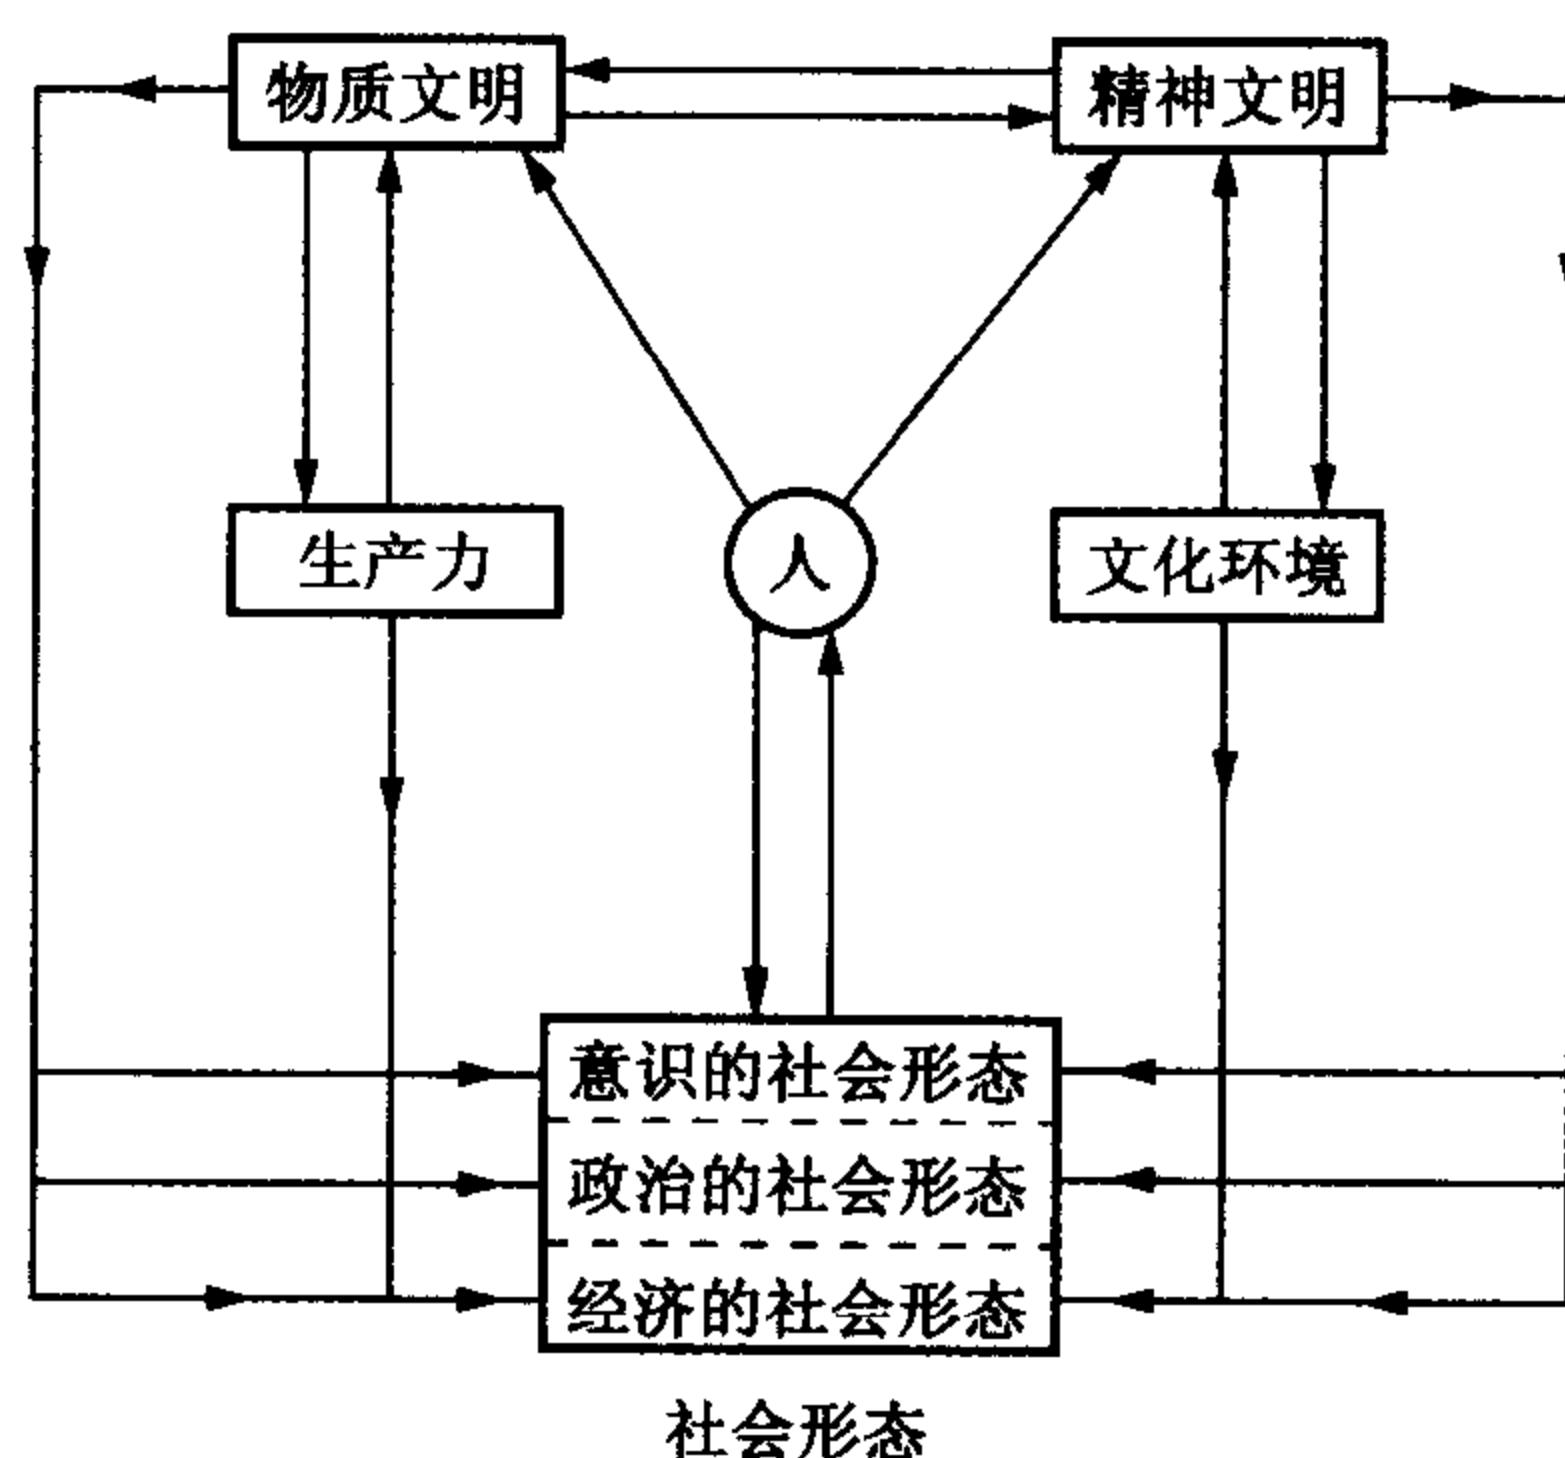 物质文明
精神文明
生产力
人
文化环境
意识的社会形态
政治的社会形态
经济的社会形态
社会形态